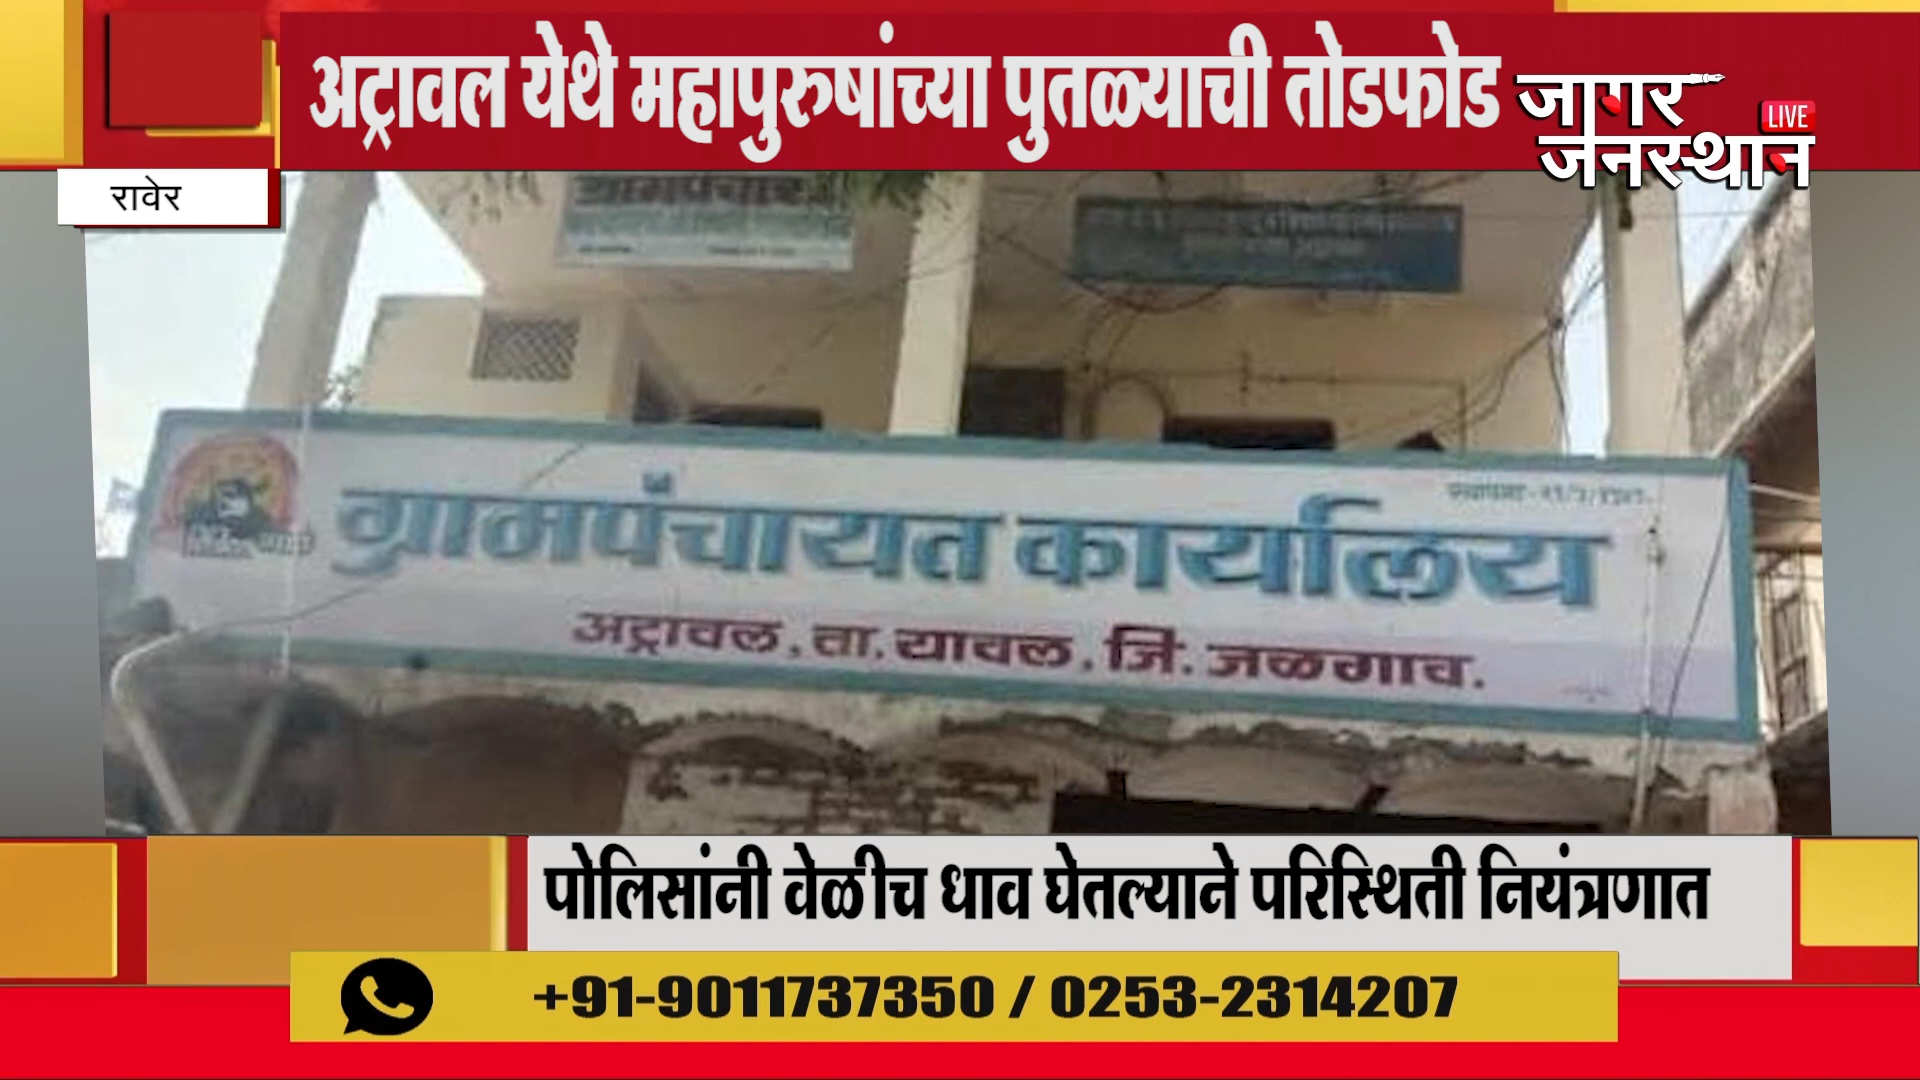 अट्रावल येथे महापुरुषांच्या पुतळ्याची तोडफोड
जागर
LIVE
जनस्थान
रावेर
ग्रामपंचायत कार्यालय
अट्रावल, ता. यावल, जि. जळगाव.
पोलिसांनी वेळीच धाव घेतल्याने परिस्थिती नियंत्रणात
+91-9011737350 / 0253-2314207